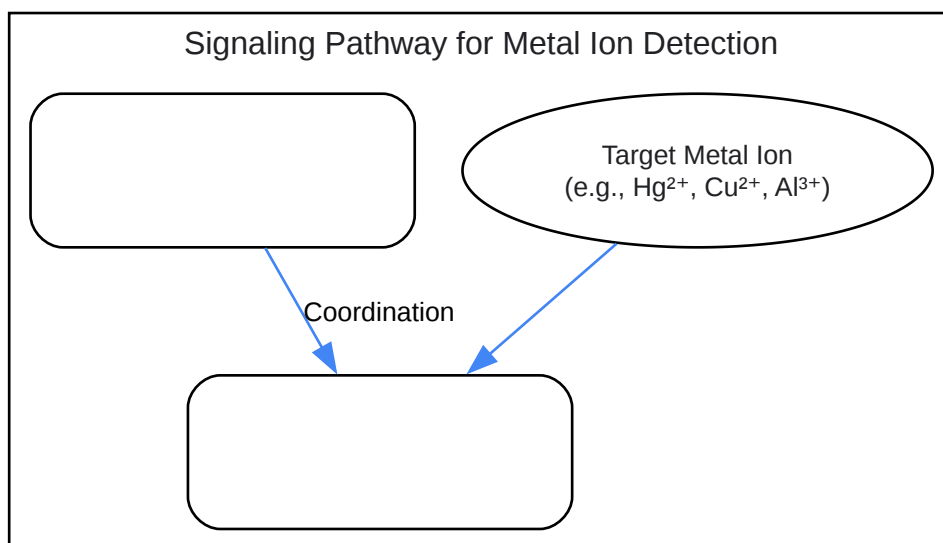 Signaling Pathway for Metal Ion Detection
Target Metal Ion
(e.g., Hg²⁺, Cu²⁺, Al³⁺)
Coordination